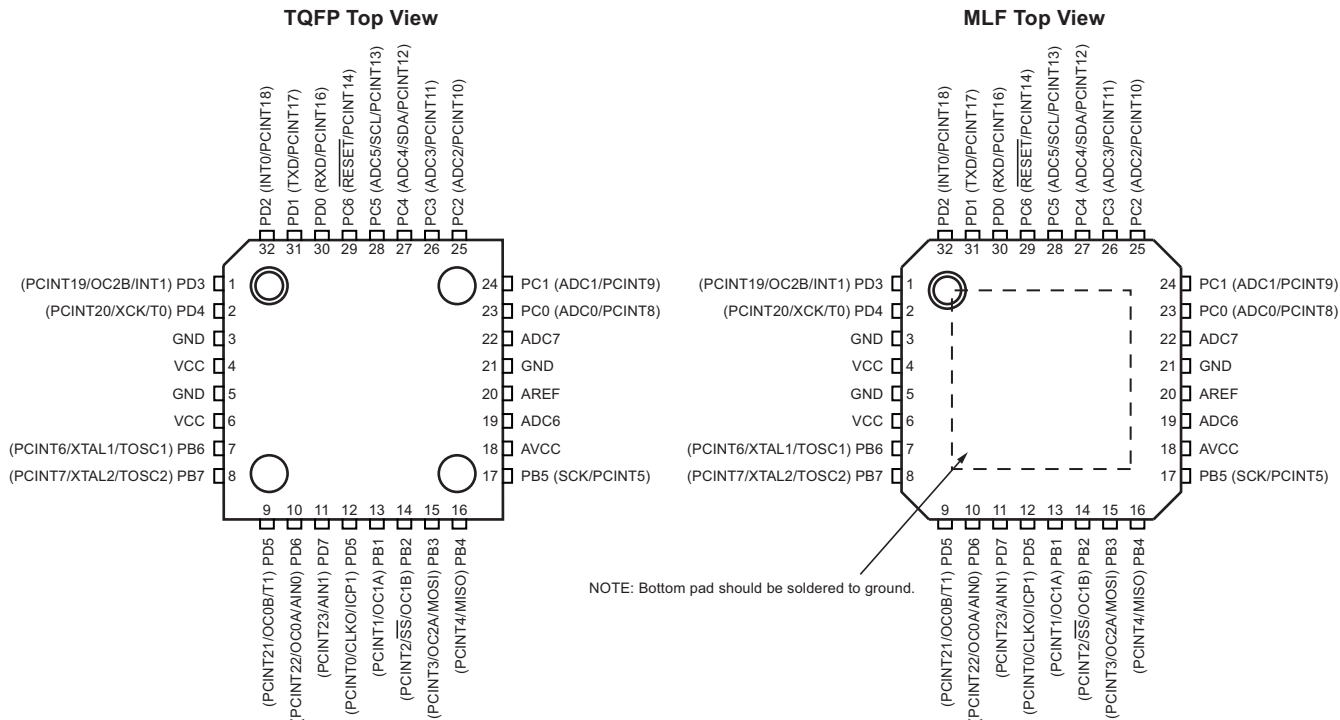 TQFP Top View
PD2 (INT0/PCINT18)
PD1 (TXD/PCINT17)
PD0 (RXD/PCINT16)
PC6 (RESET/PCINT14)
PC5 (ADC5/SCL/PCINT13)
PC4 (ADC4/SDA/PCINT12)
PC3 (ADC3/PCINT11)
PC2 (ADC2/PCINT10)
32 31 30 29 28 27 26 25
(PCINT19/OC2B/INT1) PD3 1
(PCINT20/XCK/T0) PD4 2
GND 3
VCC 4
GND 5
VCC 6
(PCINT6/XTAL1/TOSC1) PB6 7
(PCINT7/XTAL2/TOSC2) PB7 8
24 PC1 (ADC1/PCINT9)
23 PC0 (ADC0/PCINT8)
22 ADC7
21 GND
20 AREF
19 ADC6
18 AVCC
17 PB5 (SCK/PCINT5)
9 10 11 12 13 14 15 16
(PCINT21/OC0B/T1) PD5
(PCINT22/OC0A/AIN0) PD6
(PCINT23/AIN1) PD7
(PCINT0/CLKO/ICP1) PD5
(PCINT1/OC1A) PB1
(PCINT2/SS/OC1B) PB2
(PCINT3/OC2A/MOSI) PB3
(PCINT4/MISO) PB4
MLF Top View
PD2 (INT0/PCINT18)
PD1 (TXD/PCINT17)
PD0 (RXD/PCINT16)
PC6 (RESET/PCINT14)
PC5 (ADC5/SCL/PCINT13)
PC4 (ADC4/SDA/PCINT12)
PC3 (ADC3/PCINT11)
PC2 (ADC2/PCINT10)
32 31 30 29 28 27 26 25
(PCINT19/OC2B/INT1) PD3 1
(PCINT20/XCK/T0) PD4 2
GND 3
VCC 4
GND 5
VCC 6
(PCINT6/XTAL1/TOSC1) PB6 7
(PCINT7/XTAL2/TOSC2) PB7 8
24 PC1 (ADC1/PCINT9)
23 PC0 (ADC0/PCINT8)
22 ADC7
21 GND
20 AREF
19 ADC6
18 AVCC
17 PB5 (SCK/PCINT5)
9 10 11 12 13 14 15 16
(PCINT21/OC0B/T1) PD5
(PCINT22/OC0A/AIN0) PD6
(PCINT23/AIN1) PD7
(PCINT0/CLKO/ICP1) PD5
(PCINT1/OC1A) PB1
(PCINT2/SS/OC1B) PB2
(PCINT3/OC2A/MOSI) PB3
(PCINT4/MISO) PB4
NOTE: Bottom pad should be soldered to ground.